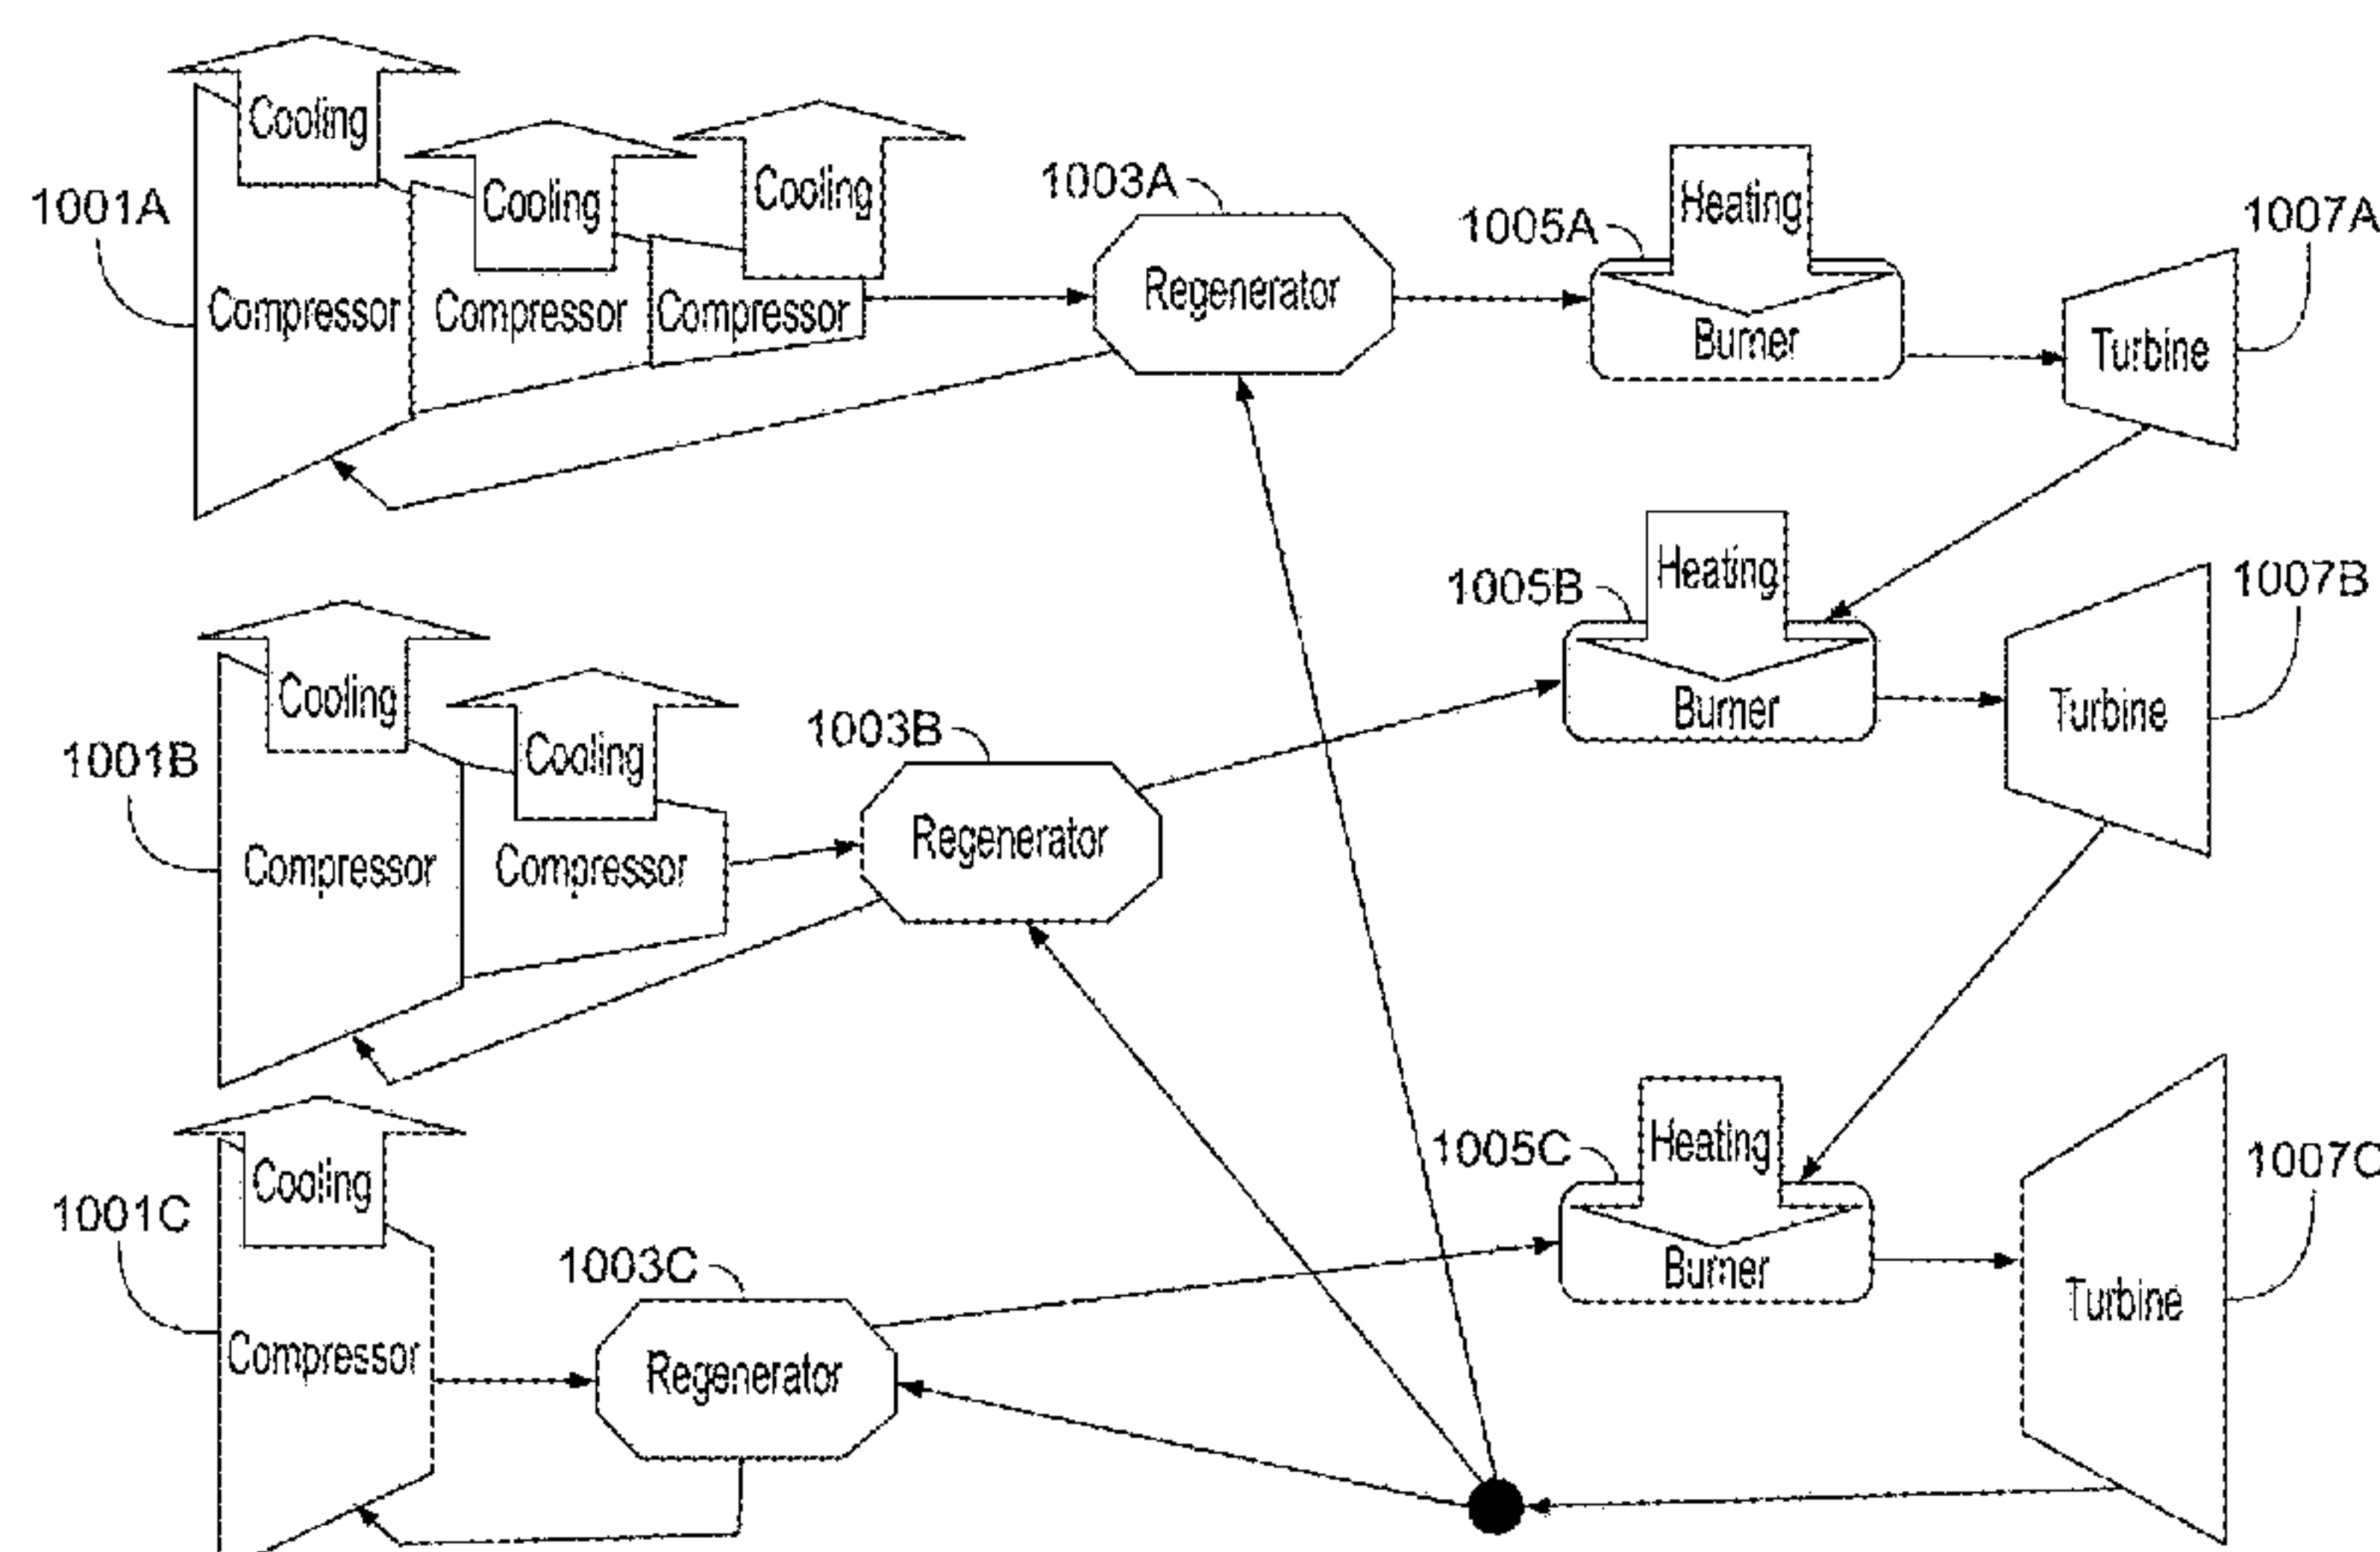 Cooling
Cooling
Cooling
1003A
Heating
1001A
1005A
1007A
Compressor
Compressor
Compressor
Regenerator
Burner
Turbine
Heating
1005B
1007B
Cooling
Cooling
1003B
Burner
Turbine
1001B
Compressor
Compressor
Regenerator
Cooling
Heating
1005C
1007C
1001C
1003C
Burner
Turbine
Compressor
Regenerator